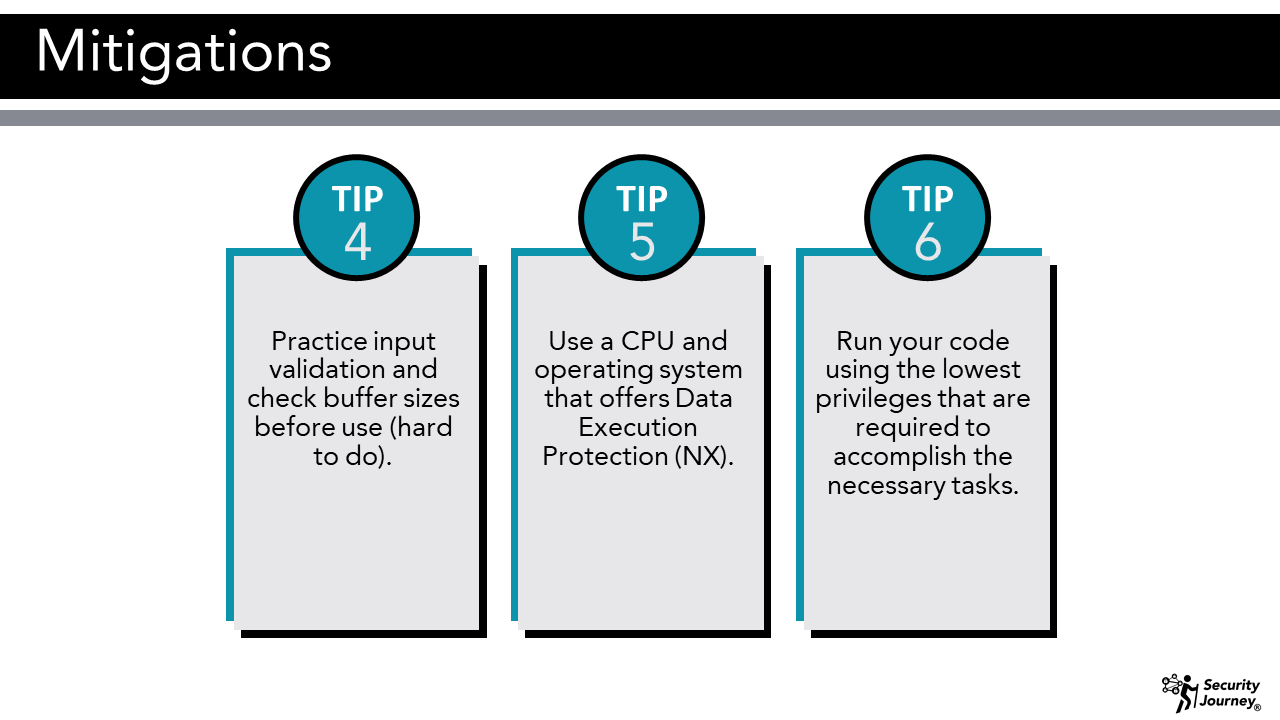 Mitigations
TIP
4
Practice input
validation and
check buffer sizes
before use (hard
to do).
TIP
5
Use a CPU and
operating system
that offers Data
Execution
Protection (NX).
TIP
6
Run your code
using the lowest
privileges that are
required to
accomplish the
necessary tasks.
Security
Journey®